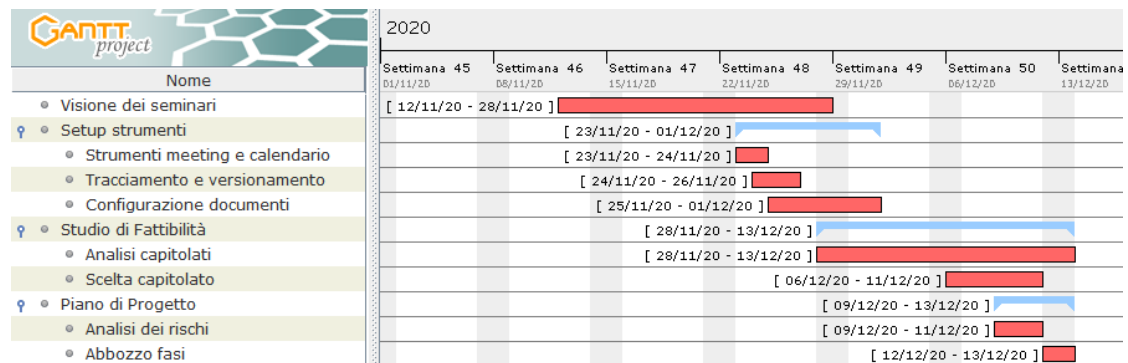 GANTT
project
2020
Settimana 45 Settimana 46 Settimana 47 Settimana 48 Settimana 49 Settimana 50 Settimana
01/11/20 08/11/20 15/11/20 22/11/20 29/11/20 06/12/20 13/12/20
Nome
Visione dei seminari [ 12/11/20 - 28/11/20 ]
Setup strumenti [ 23/11/20 - 01/12/20 ]
Strumenti meeting e calendario [ 23/11/20 - 24/11/20 ]
Tracciamento e versionamento [ 24/11/20 - 26/11/20 ]
Configurazione documenti [ 25/11/20 - 01/12/20 ]
Studio di Fattibilità [ 28/11/20 - 13/12/20 ]
Analisi capitolati [ 28/11/20 - 13/12/20 ]
Scelta capitolato [ 06/12/20 - 11/12/20 ]
Piano di Progetto [ 09/12/20 - 13/12/20 ]
Analisi dei rischi [ 09/12/20 - 11/12/20 ]
Abbozzo fasi [ 12/12/20 - 13/12/20 ]